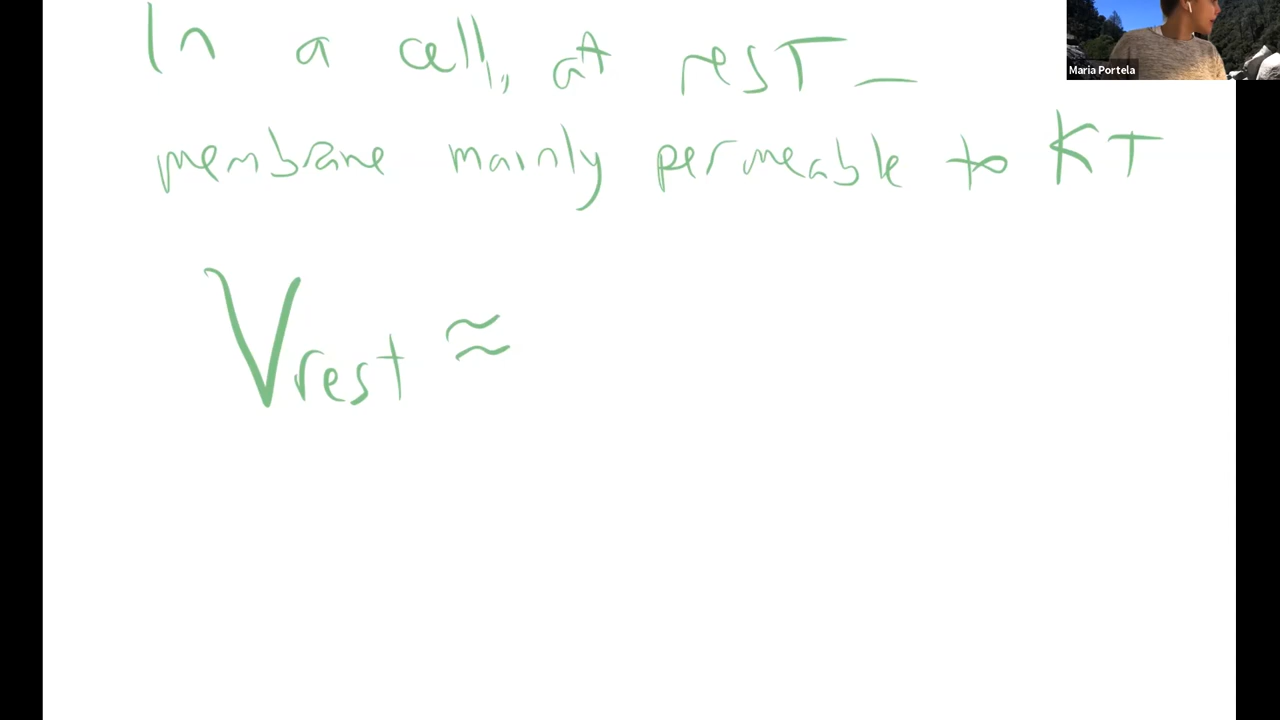 In a cell, at rest —
Maria Portela
membrane mainly permeable to K+
Vrest ≈